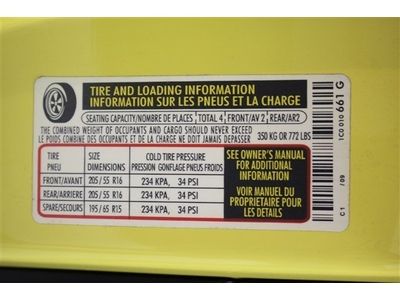 TIRE AND LOADING INFORMATION
INFORMATION SUR LES PNEUS ET LA CHARGE
SEATING CAPACITY/NOMBRE DE PLACES TOTAL 4 FRONT/AV 2 REAR/AR2
THE COMBINED WEIGHT OF OCCUPANTS AND CARGO SHOULD NEVER EXCEED
LE POIDS COMBINE DES OCCUPANTS ET DE CARGO NE DOIT JAMAIS DEPASSER
350 KG OR 772 LBS
TIRE SIZE COLD TIRE PRESSURE
PNEU DIMENSIONS PRESSION GONFLAGE PNEUS FROIDS
FRONT/AVANT 205 / 55 R16 234 KPA, 34 PSI
REAR/ARRIERE 205 / 55 R16 234 KPA, 34 PSI
SPARE/SECOURS 195 / 65 R15 234 KPA, 34 PSI
SEE OWNER'S MANUAL
FOR ADDITIONAL
INFORMATION
VOIR MANUEL DU
PROPRIETAIRE POUR
LES DETAILS
1C0 010 661 G
C1 /09